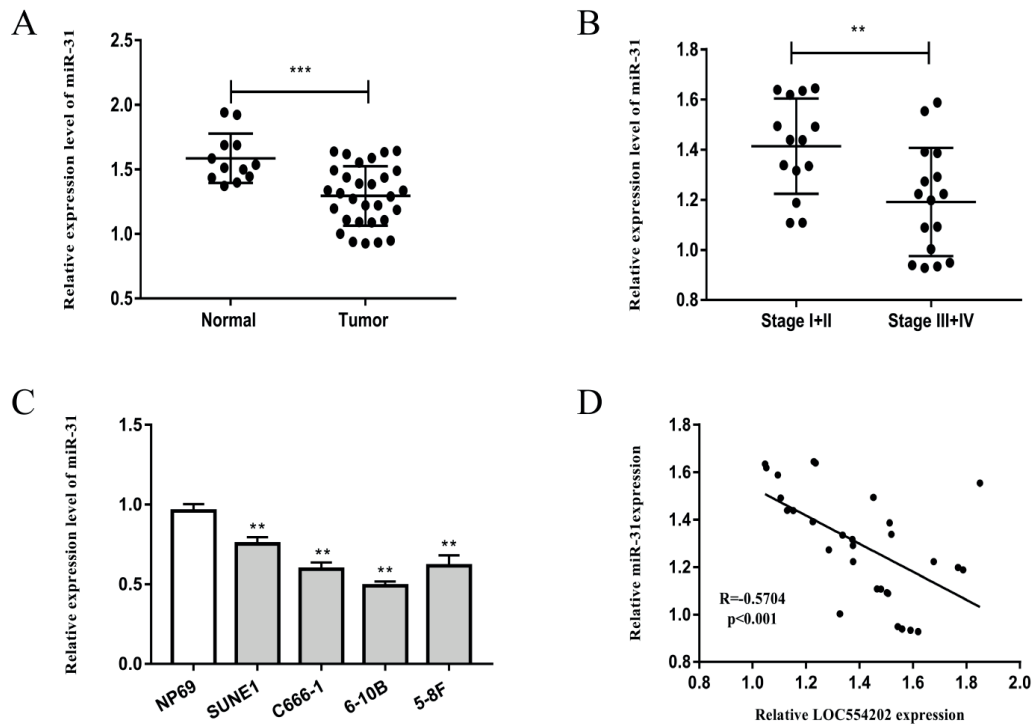 A
Relative expression level of miR-31
2.5
2.0
1.5
1.0
0.5
***
Normal
Tumor
B
Relative expression level of miR-31
1.8
1.6
1.4
1.2
1.0
0.8
**
Stage I+II
Stage III+IV
C
Relative expression level of miR-31
1.5
1.0
0.5
0.0
**
**
**
**
NP69
SUNE1
C666-1
6-10B
5-8F
D
Relative miR-31expression
1.8
1.6
1.4
1.2
1.0
0.8
R=-0.5704
p<0.001
0.8
1.0
1.2
1.4
1.6
1.8
2.0
Relative LOC554202 expression